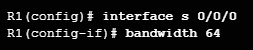 R1(config)# interface s 0/0/0
R1(config-if)# bandwidth 64